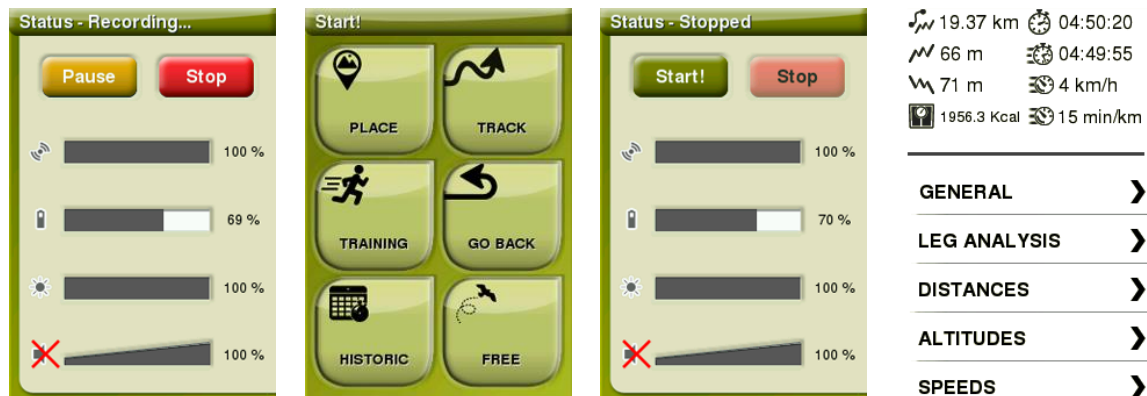 Status - Recording...
Pause Stop
100 %
69 %
100 %
100 %
Start!
PLACE TRACK
TRAINING GO BACK
HISTORIC FREE
Status - Stopped
Start! Stop
100 %
70 %
100 %
100 %
19.37 km 04:50:20
66 m 04:49:55
71 m 4 km/h
1956.3 Kcal 15 min/km
GENERAL
LEG ANALYSIS
DISTANCES
ALTITUDES
SPEEDS